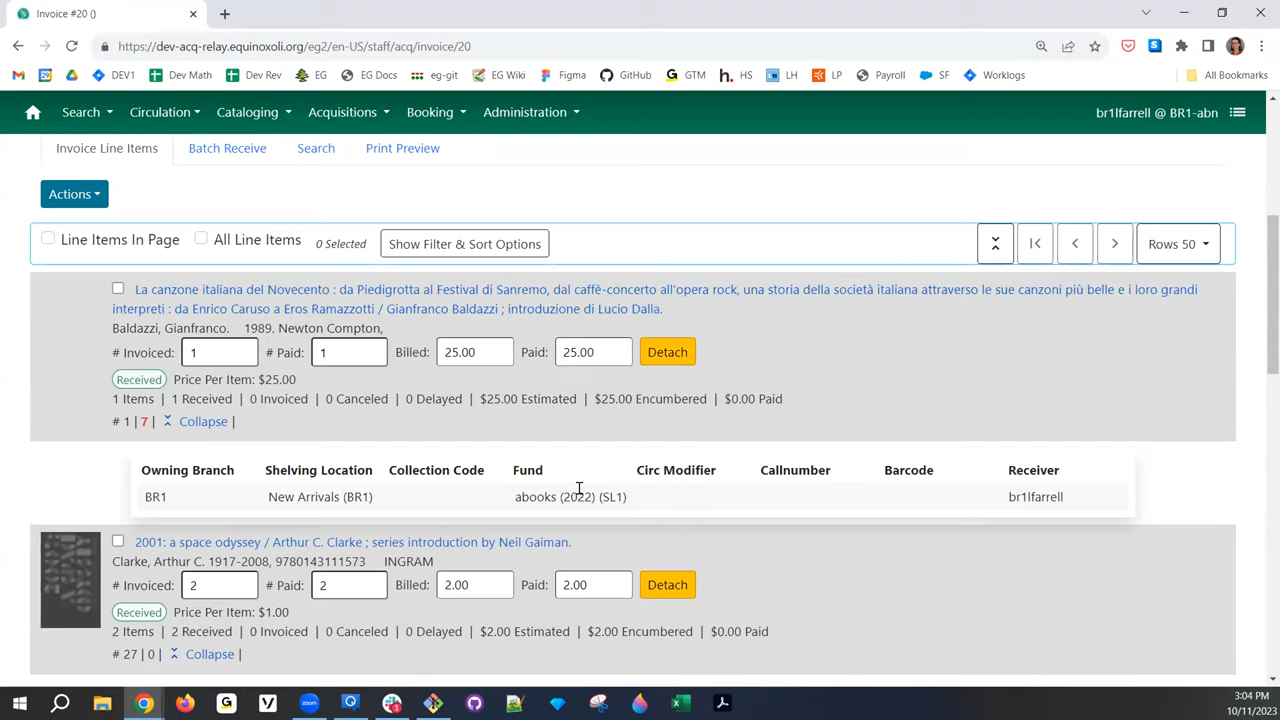 Invoice #20 ()
https://dev-acq-relay.equinoxoli.org/eg2/en-US/staff/acq/invoice/20
DEV1 Dev Math Dev Rev EG EG Docs eg-git EG Wiki Figma GitHub GTM HS LH LP Payroll SF Worklogs All Bookmarks
Search Circulation Cataloging Acquisitions Booking Administration br1lfarrell @ BR1-abn
Invoice Line Items Batch Receive Search Print Preview
Actions
Line Items In Page All Line Items 0 Selected Show Filter & Sort Options Rows 50
La canzone italiana del Novecento : da Piedigrotta al Festival di Sanremo, dal caffè-concerto all'opera rock, una storia della società italiana attraverso le sue canzoni più belle e i loro grandi
interpreti : da Enrico Caruso a Eros Ramazzotti / Gianfranco Baldazzi ; introduzione di Lucio Dalla.
Baldazzi, Gianfranco. 1989. Newton Compton,
# Invoiced: 1 # Paid: 1 Billed: 25.00 Paid: 25.00 Detach
Received Price Per Item: $25.00
1 Items | 1 Received | 0 Invoiced | 0 Canceled | 0 Delayed | $25.00 Estimated | $25.00 Encumbered | $0.00 Paid
# 1 | 7 | Collapse |
Owning Branch Shelving Location Collection Code Fund Circ Modifier Callnumber Barcode Receiver
BR1 New Arrivals (BR1) abooks (2022) (SL1) br1lfarrell
2001: a space odyssey / Arthur C. Clarke ; series introduction by Neil Gaiman.
Clarke, Arthur C. 1917-2008, 9780143111573 INGRAM
# Invoiced: 2 # Paid: 2 Billed: 2.00 Paid: 2.00 Detach
Received Price Per Item: $1.00
2 Items | 2 Received | 0 Invoiced | 0 Canceled | 0 Delayed | $2.00 Estimated | $2.00 Encumbered | $0.00 Paid
# 27 | 0 | Collapse |
3:04 PM
10/11/2023